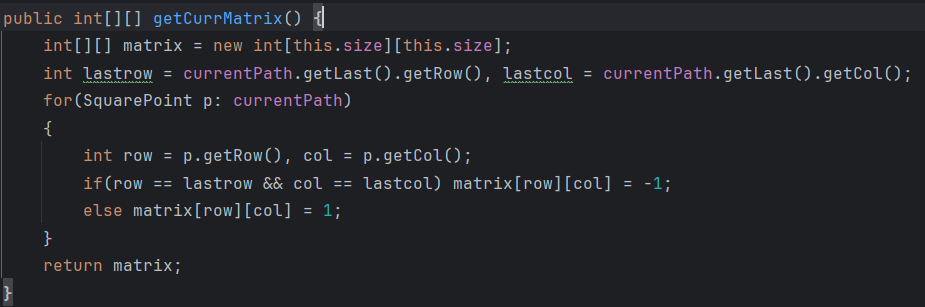 public int[][] getCurrMatrix() {
    int[][] matrix = new int[this.size][this.size];
    int lastrow = currentPath.getLast().getRow(), lastcol = currentPath.getLast().getCol();
    for(SquarePoint p: currentPath)
    {
        int row = p.getRow(), col = p.getCol();
        if(row == lastrow && col == lastcol) matrix[row][col] = -1;
        else matrix[row][col] = 1;
    }
    return matrix;
}